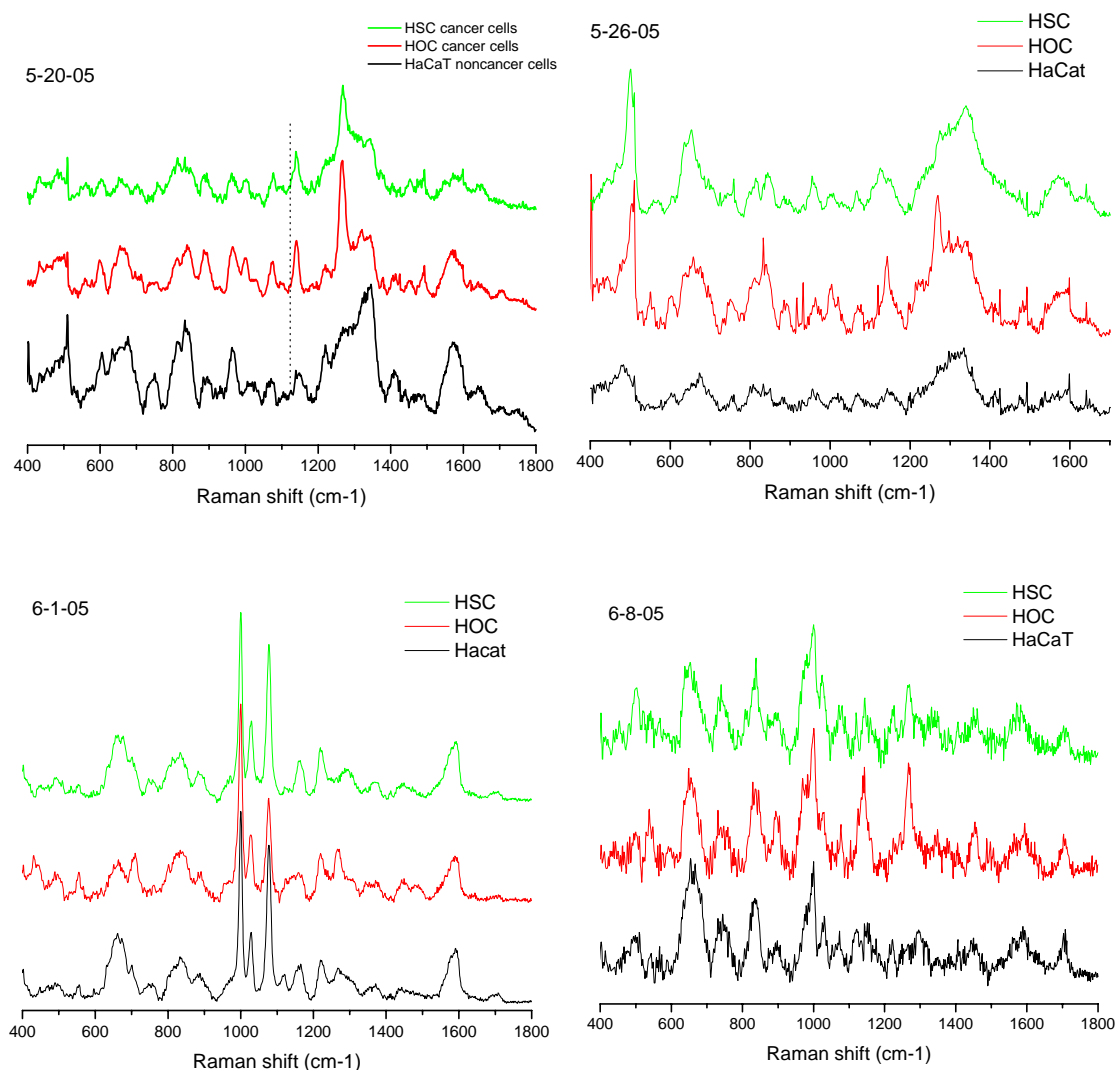 5-20-05
HSC cancer cells
HOC cancer cells
HaCaT noncancer cells
400 600 800 1000 1200 1400 1600 1800
Raman shift (cm-1)
5-26-05
HSC
HOC
HaCat
400 600 800 1000 1200 1400 1600
Raman shift (cm-1)
6-1-05
HSC
HOC
Hacat
400 600 800 1000 1200 1400 1600 1800
Raman shift (cm-1)
6-8-05
HSC
HOC
HaCaT
400 600 800 1000 1200 1400 1600 1800
Raman shift (cm-1)